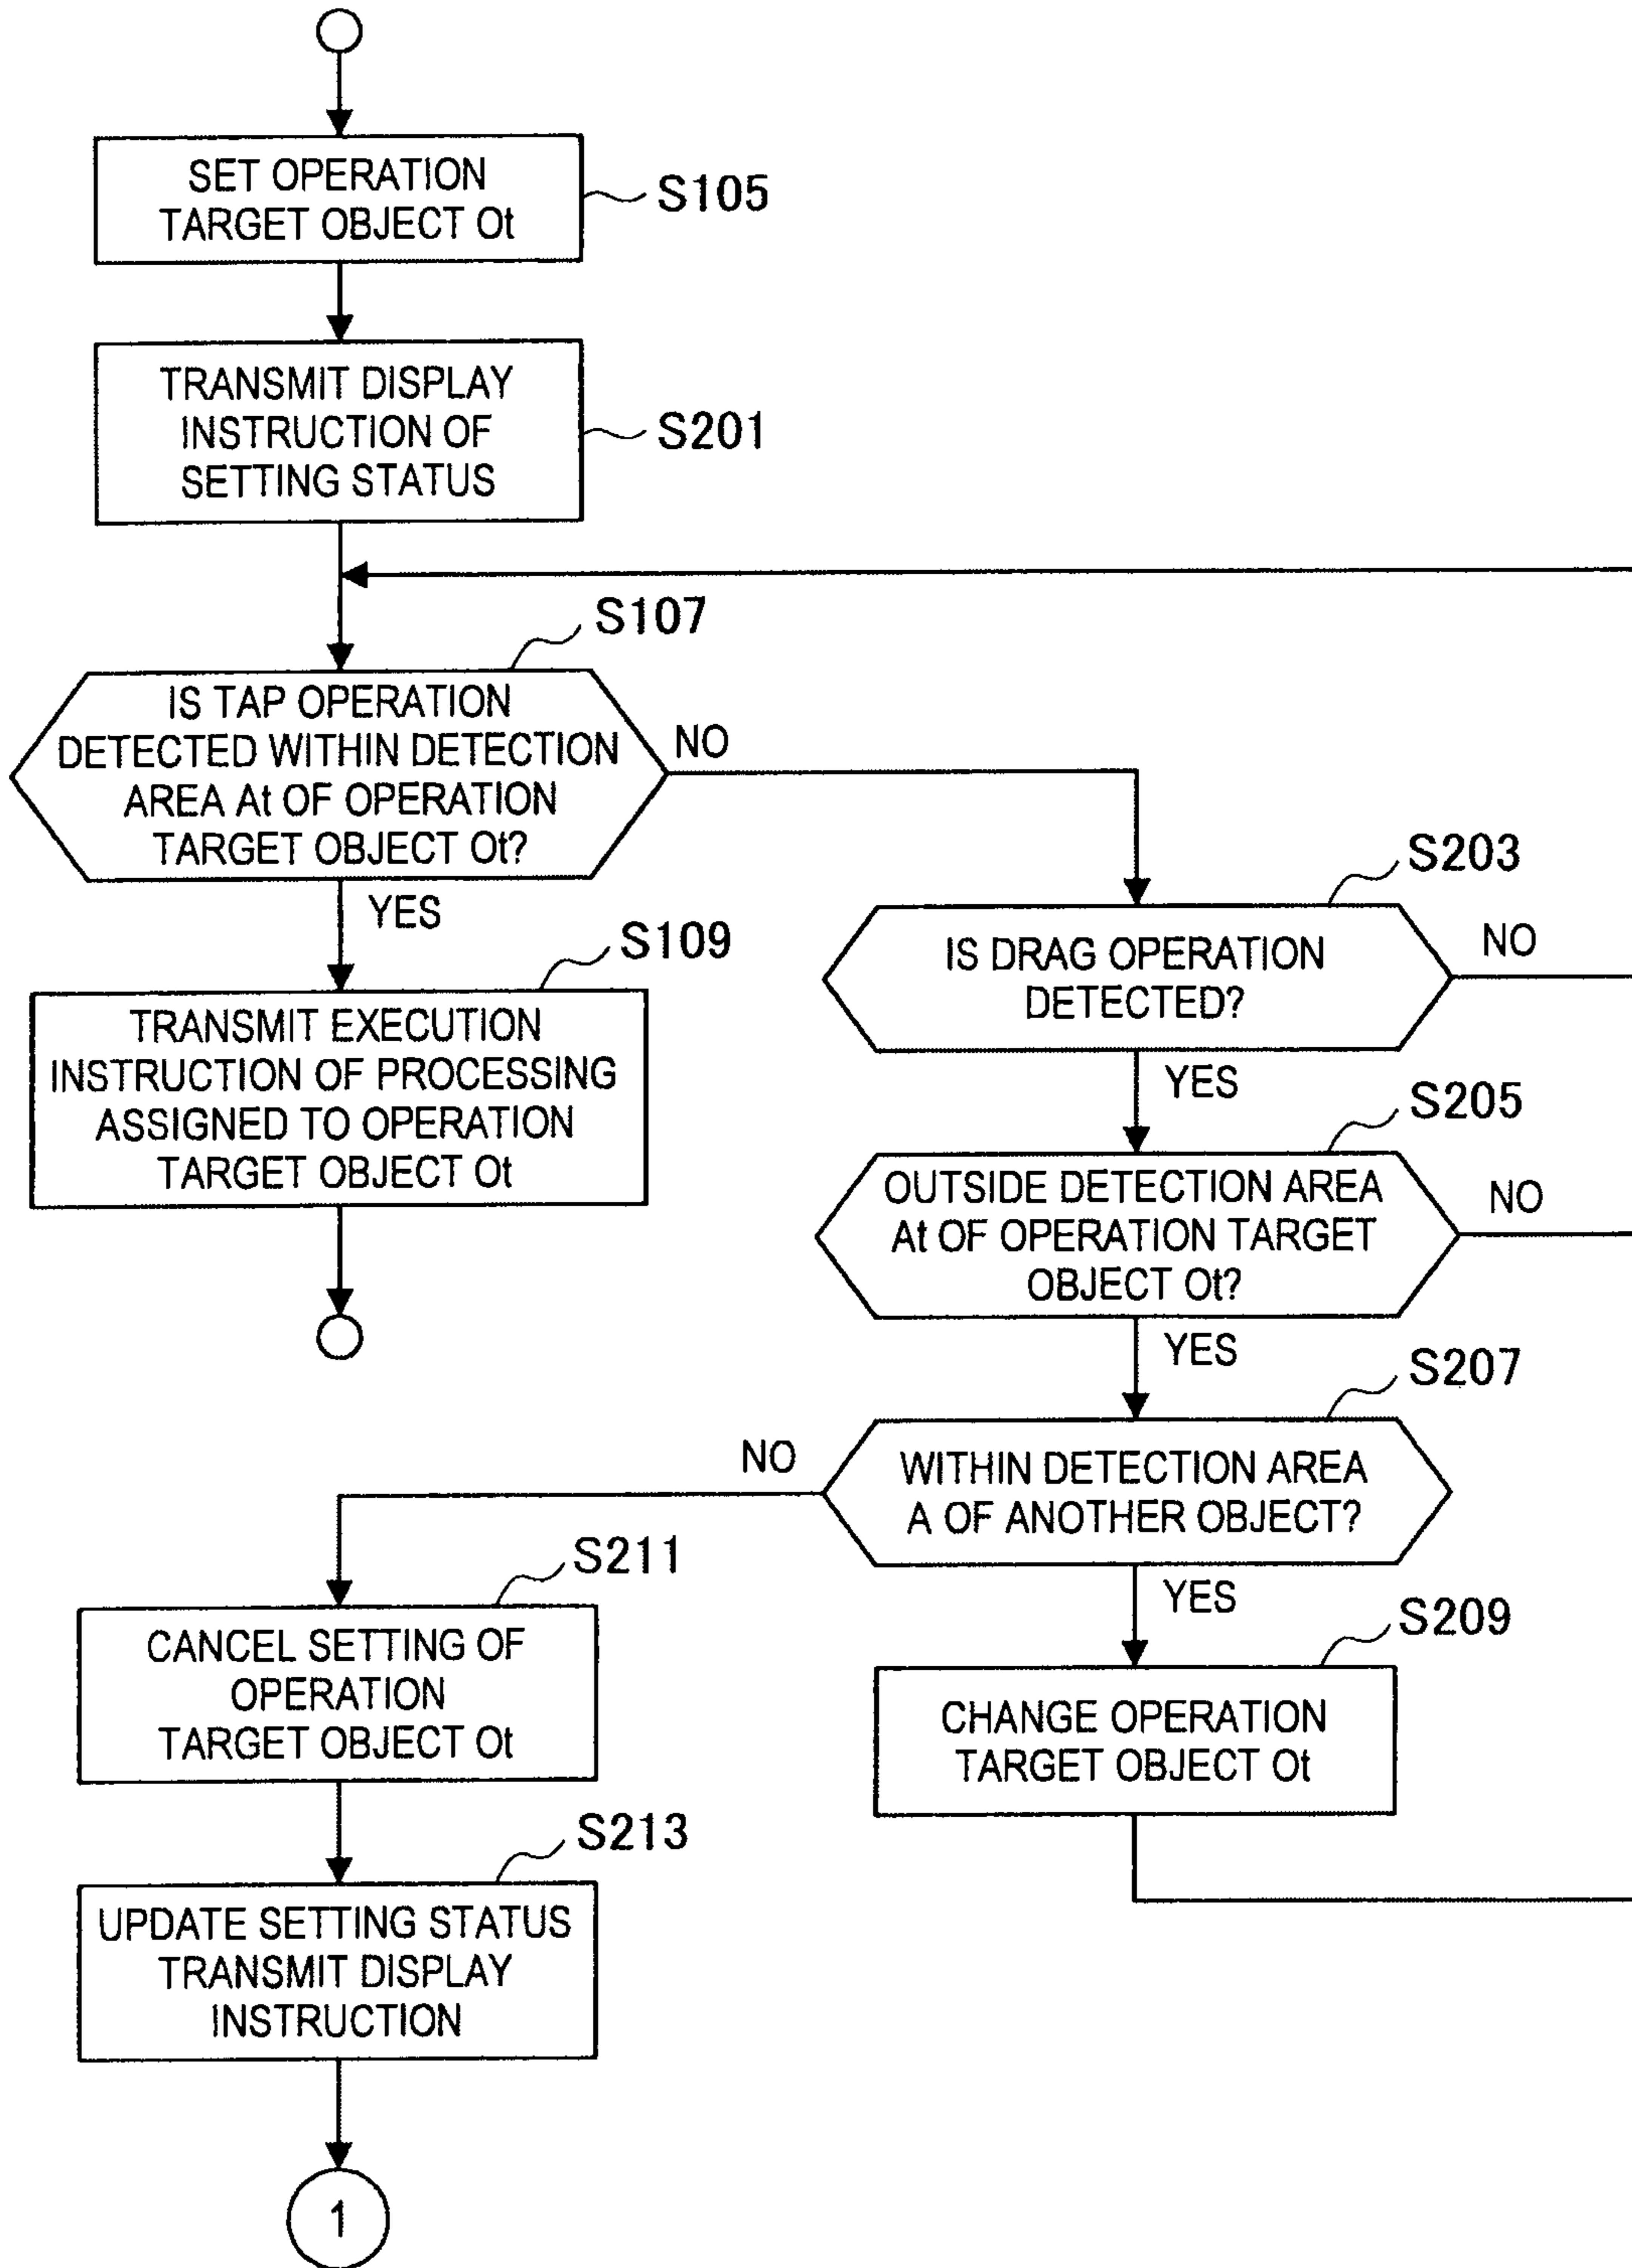 SET OPERATION
TARGET OBJECT Ot
S105
TRANSMIT DISPLAY
INSTRUCTION OF
SETTING STATUS
S201
S107
IS TAP OPERATION
DETECTED WITHIN DETECTION
AREA At OF OPERATION
TARGET OBJECT Ot?
NO
YES
S109
TRANSMIT EXECUTION
INSTRUCTION OF PROCESSING
ASSIGNED TO OPERATION
TARGET OBJECT Ot
S203
IS DRAG OPERATION
DETECTED?
NO
YES
S205
OUTSIDE DETECTION AREA
At OF OPERATION TARGET
OBJECT Ot?
NO
YES
S207
WITHIN DETECTION AREA
A OF ANOTHER OBJECT?
NO
YES
S209
CHANGE OPERATION
TARGET OBJECT Ot
S211
CANCEL SETTING OF
OPERATION
TARGET OBJECT Ot
S213
UPDATE SETTING STATUS
TRANSMIT DISPLAY
INSTRUCTION
1